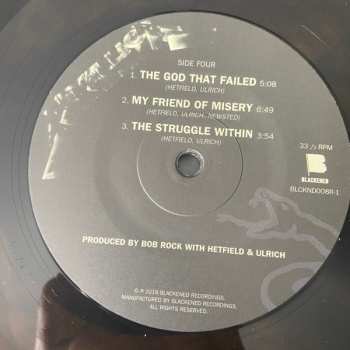 SIDE FOUR
1. THE GOD THAT FAILED 5:08
(HETFIELD, ULRICH)
2. MY FRIEND OF MISERY 6:49
(HETFIELD, ULRICH, NEWSTED)
3. THE STRUGGLE WITHIN 3:54
(HETFIELD, ULRICH)
33 ⅓ RPM
B
BLACKENED
BLCKND008R-1
PRODUCED BY BOB ROCK WITH HETFIELD & ULRICH
MANUFACTURED BY BLACKENED RECORDINGS.
ALL RIGHTS RESERVED.